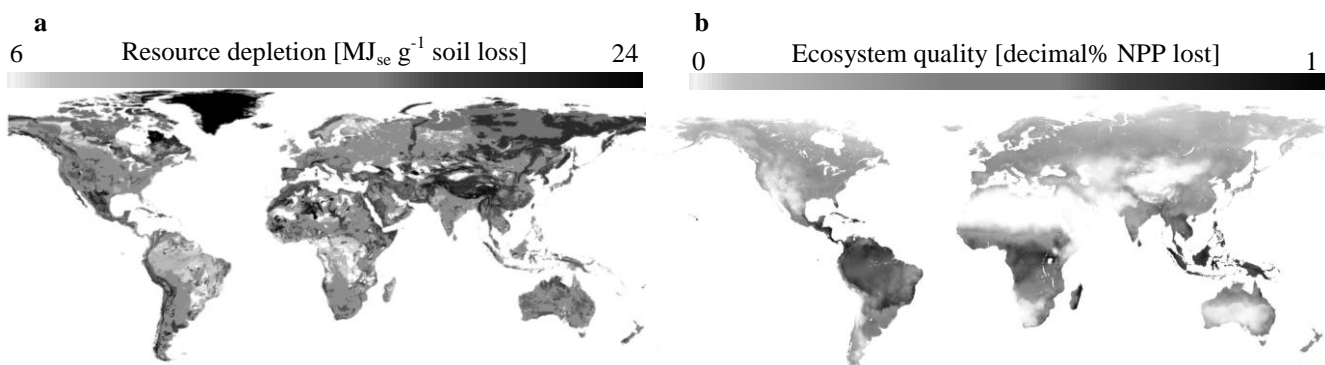 a
Resource depletion [MJse g-1 soil loss]
6 24
b
Ecosystem quality [decimal% NPP lost]
0 1